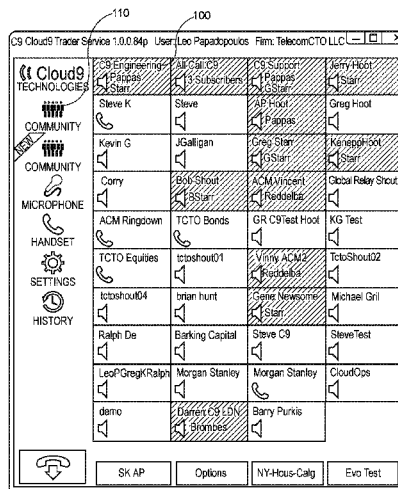 110
100
C9 Cloud9 Trader Service 1.0.0.84p User: Leo Papadopoulos Firm: TelecomCTO LLC
Cloud9
TECHNOLOGIES
COMMUNITY
NEW
COMMUNITY
MICROPHONE
HANDSET
SETTINGS
HISTORY
C9 Engineering
Pappas
Starr
All Call C9
3 Subscribers
C9 Support
Pappas
GStarr
Jerry Hoot
Starr
Steve K
Steve
AP Hoot
Pappas
Greg Hoot
Kevin G
JGalligan
Greg Starr
GStarr
KeneppHoot
Starr
Corry
Bob Shout
BStarr
ACM Vincent
Reddelba
Global Relay Shout
ACM Ringdown
TCTO Bonds
GR C9Test Hoot
KG Test
TCTO Equities
tctoshout01
Vinny ACM2
Reddelba
TctoShout02
tctoshout04
brian hunt
Gene Newsome
Starr
Michael Gril
Ralph De
Barking Capital
Steve C9
SteveTest
LeoPGregKRalph
Morgan Stanley
Morgan Stanley
CloudOps
demo
Darren C9 LDN
Brombes
Barry Purkis
SK AP
Options
NY-Hous-Calg
Evo Test